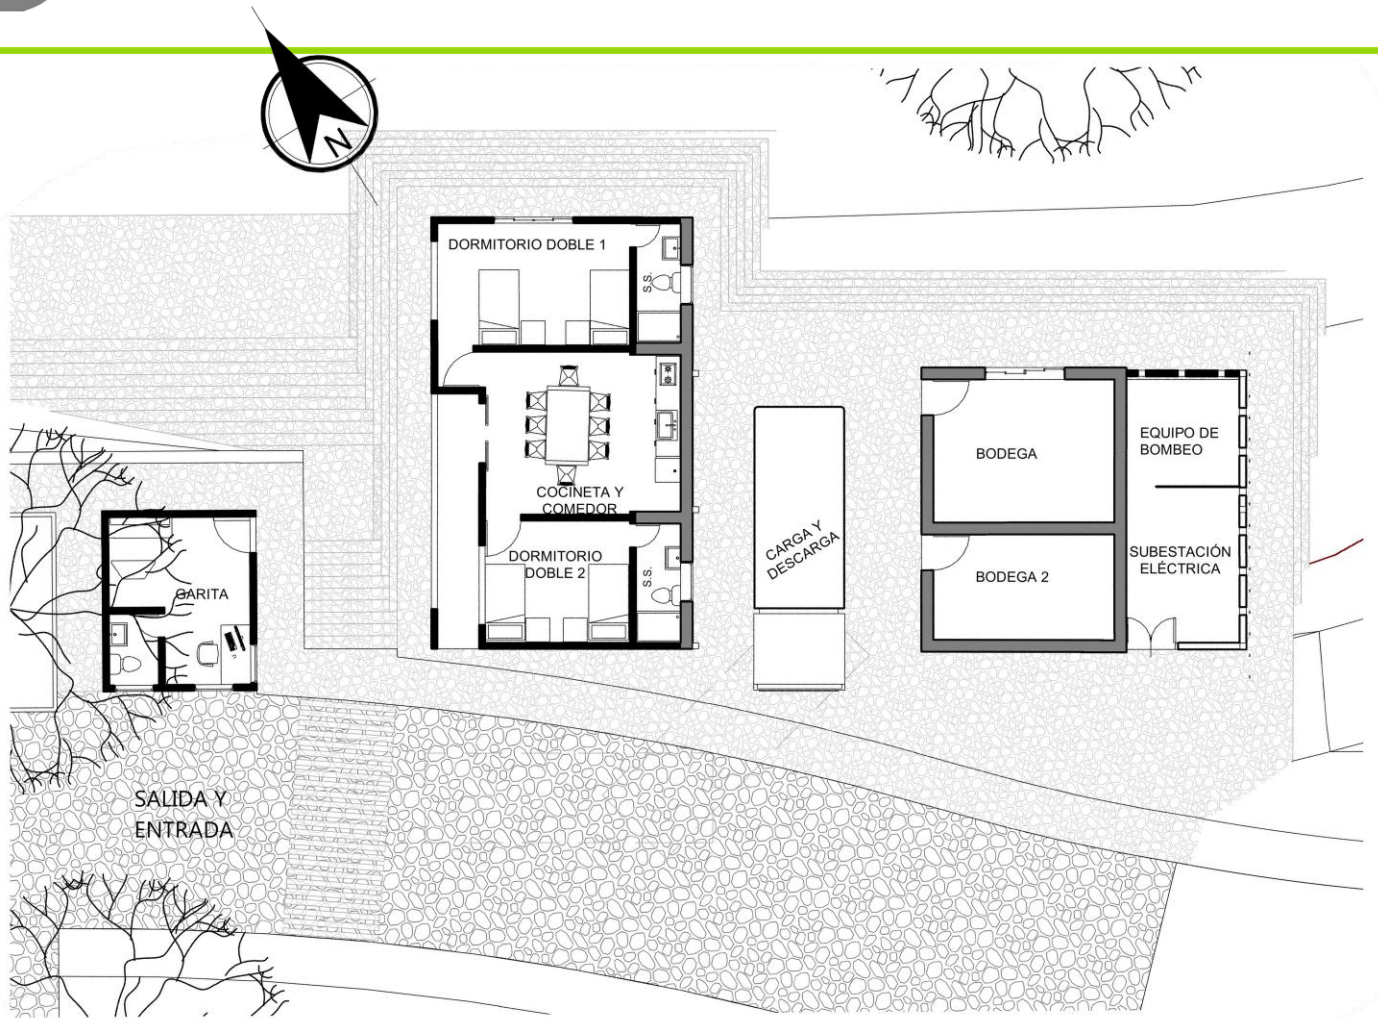 N
DORMITORIO DOBLE 1
S.S.
COCINETA Y
COMEDOR
DORMITORIO
DOBLE 2
S.S.
GARITA
CARGA Y
DESCARGA
BODEGA
BODEGA 2
EQUIPO DE
BOMBEO
SUBESTACIÓN
ELÉCTRICA
SALIDA Y
ENTRADA